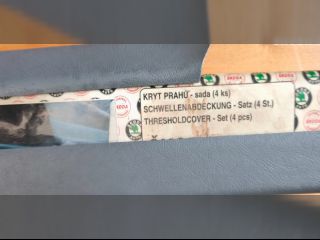 KRYT PRAHŮ - sada (4 ks)
SCHWELLENABDECKUNG - Satz (4 St.)
THRESHOLDCOVER - Set (4 pcs)